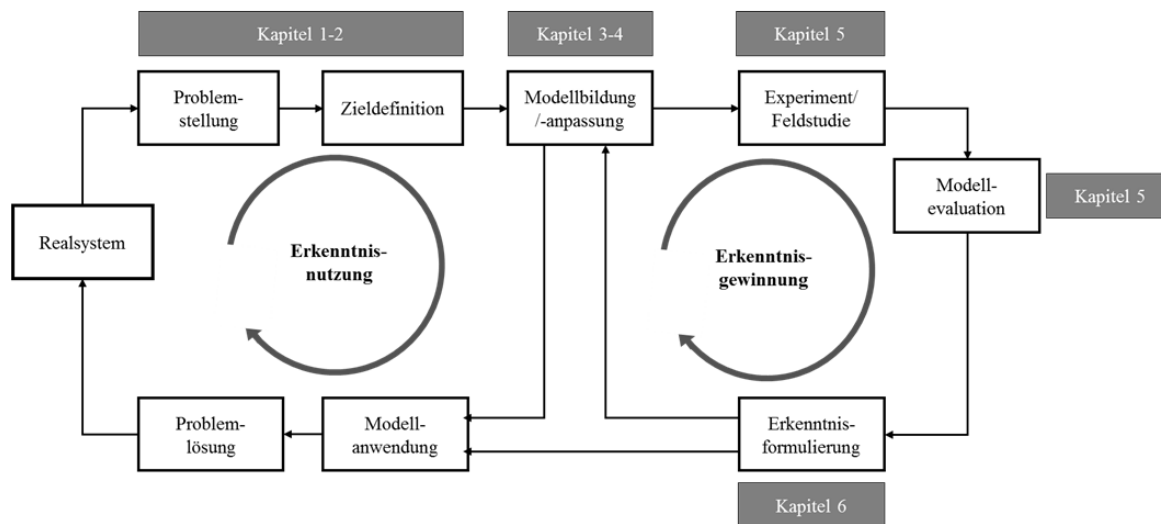 Kapitel 1-2
Kapitel 3-4
Kapitel 5
Problem-
stellung
Zieldefinition
Modellbildung
/-anpassung
Experiment/
Feldstudie
Modell-
evaluation
Kapitel 5
Realsystem
Erkenntnis-
nutzung
Erkenntnis-
gewinnung
Problem-
lösung
Modell-
anwendung
Erkenntnis-
formulierung
Kapitel 6